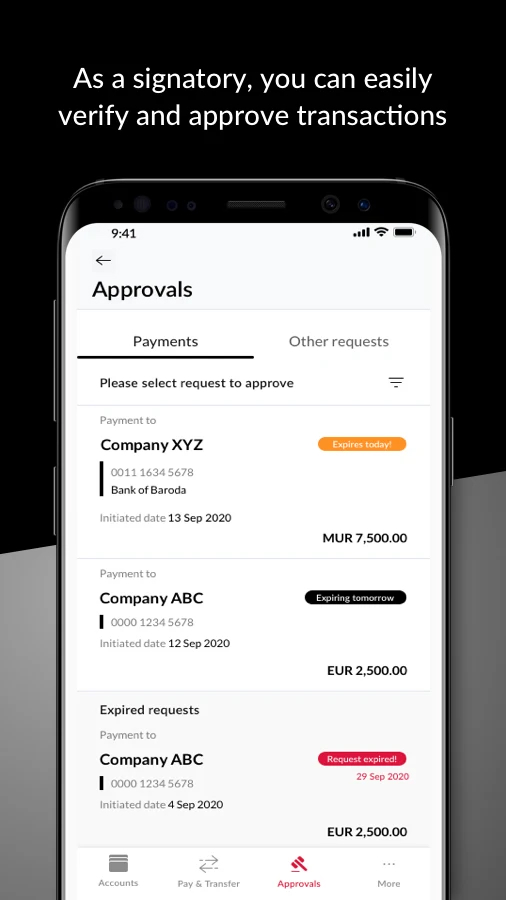 As a signatory, you can easily
verify and approve transactions
9:41
Approvals
Payments
Other requests
Please select request to approve
Payment to
Company XYZ
Expires today!
0011 1634 5678
Bank of Baroda
Initiated date 13 Sep 2020
MUR 7,500.00
Payment to
Company ABC
Expiring tomorrow
0000 1234 5678
Initiated date 12 Sep 2020
EUR 2,500.00
Expired requests
Payment to
Company ABC
Request expired!
29 Sep 2020
0000 1234 5678
Initiated date 4 Sep 2020
EUR 2,500.00
Accounts
Pay & Transfer
Approvals
More